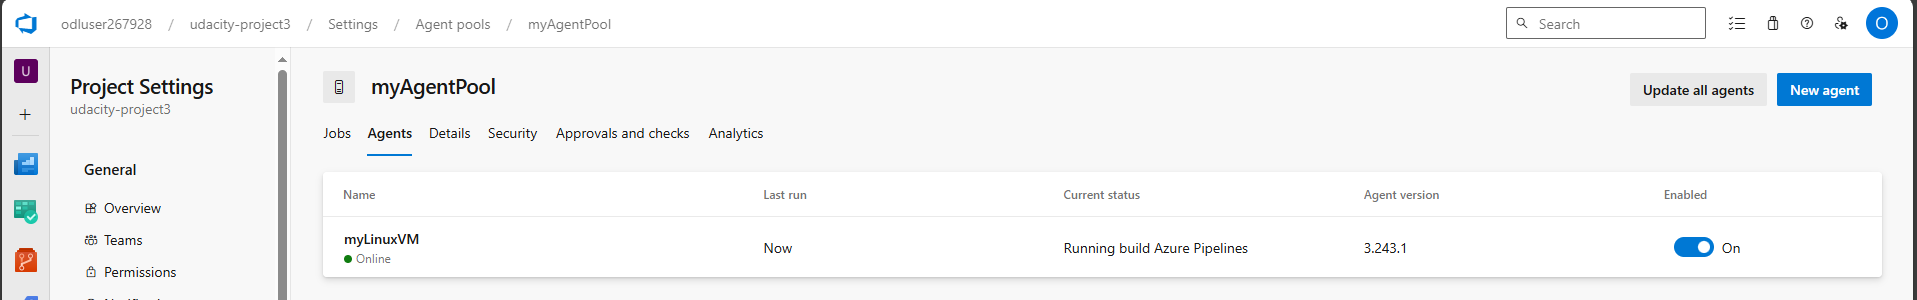 odluser267928 / udacity-project3 / Settings / Agent pools / myAgentPool
Search
O
U
Project Settings
udacity-project3
General
Overview
Teams
Permissions
myAgentPool
Update all agents
New agent
Jobs Agents Details Security Approvals and checks Analytics
Name Last run Current status Agent version Enabled
myLinuxVM
Online
Now Running build Azure Pipelines 3.243.1 On